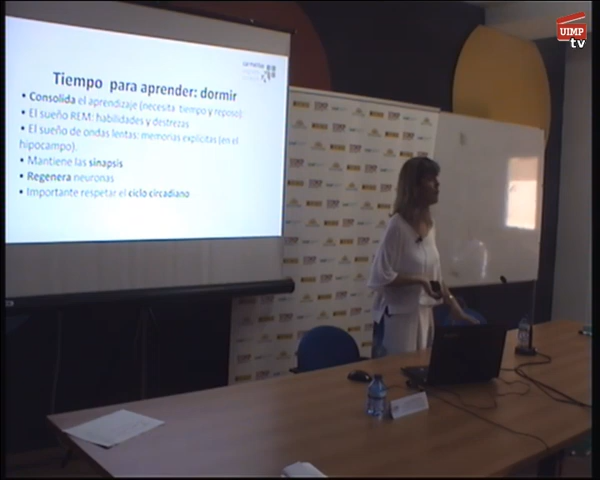 UIMP
tv
Tiempo para aprender: dormir
• Consolida el aprendizaje (necesita tiempo y reposo)
• El sueño REM: habilidades y destrezas
• El sueño de ondas lentas: memorias explícitas (en el
hipocampo).
• Mantiene las sinapsis
• Regenera neuronas
• Importante respetar el ciclo circadiano